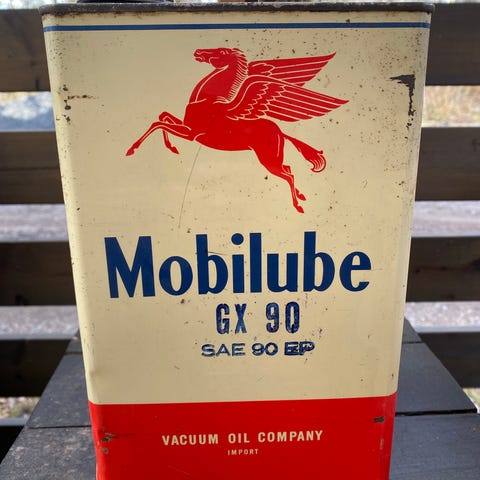 Mobilube
GX 90
SAE 90 EP
VACUUM OIL COMPANY
IMPORT